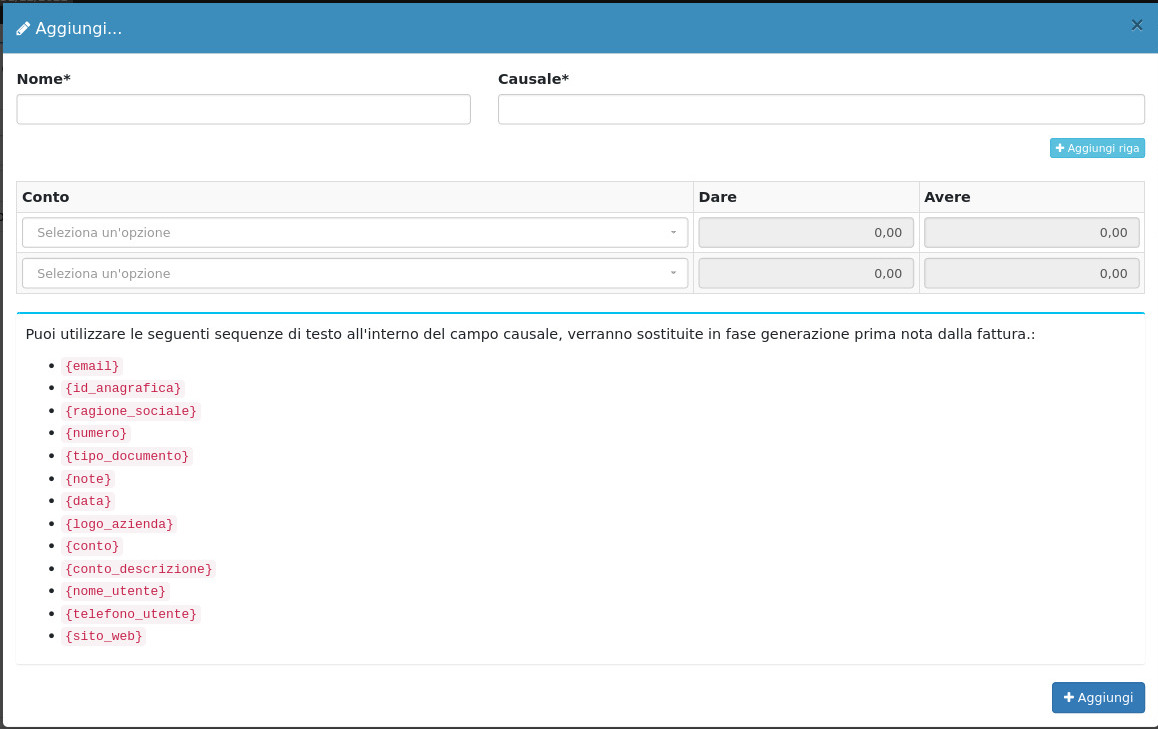 Aggiungi...
×
Nome*
Causale*
+ Aggiungi riga
Conto Dare Avere
Seleziona un'opzione 0,00 0,00
Seleziona un'opzione 0,00 0,00
Puoi utilizzare le seguenti sequenze di testo all'interno del campo causale, verranno sostituite in fase generazione prima nota dalla fattura.:
• {email}
• {id_anagrafica}
• {ragione_sociale}
• {numero}
• {tipo_documento}
• {note}
• {data}
• {logo_azienda}
• {conto}
• {conto_descrizione}
• {nome_utente}
• {telefono_utente}
• {sito_web}
+ Aggiungi